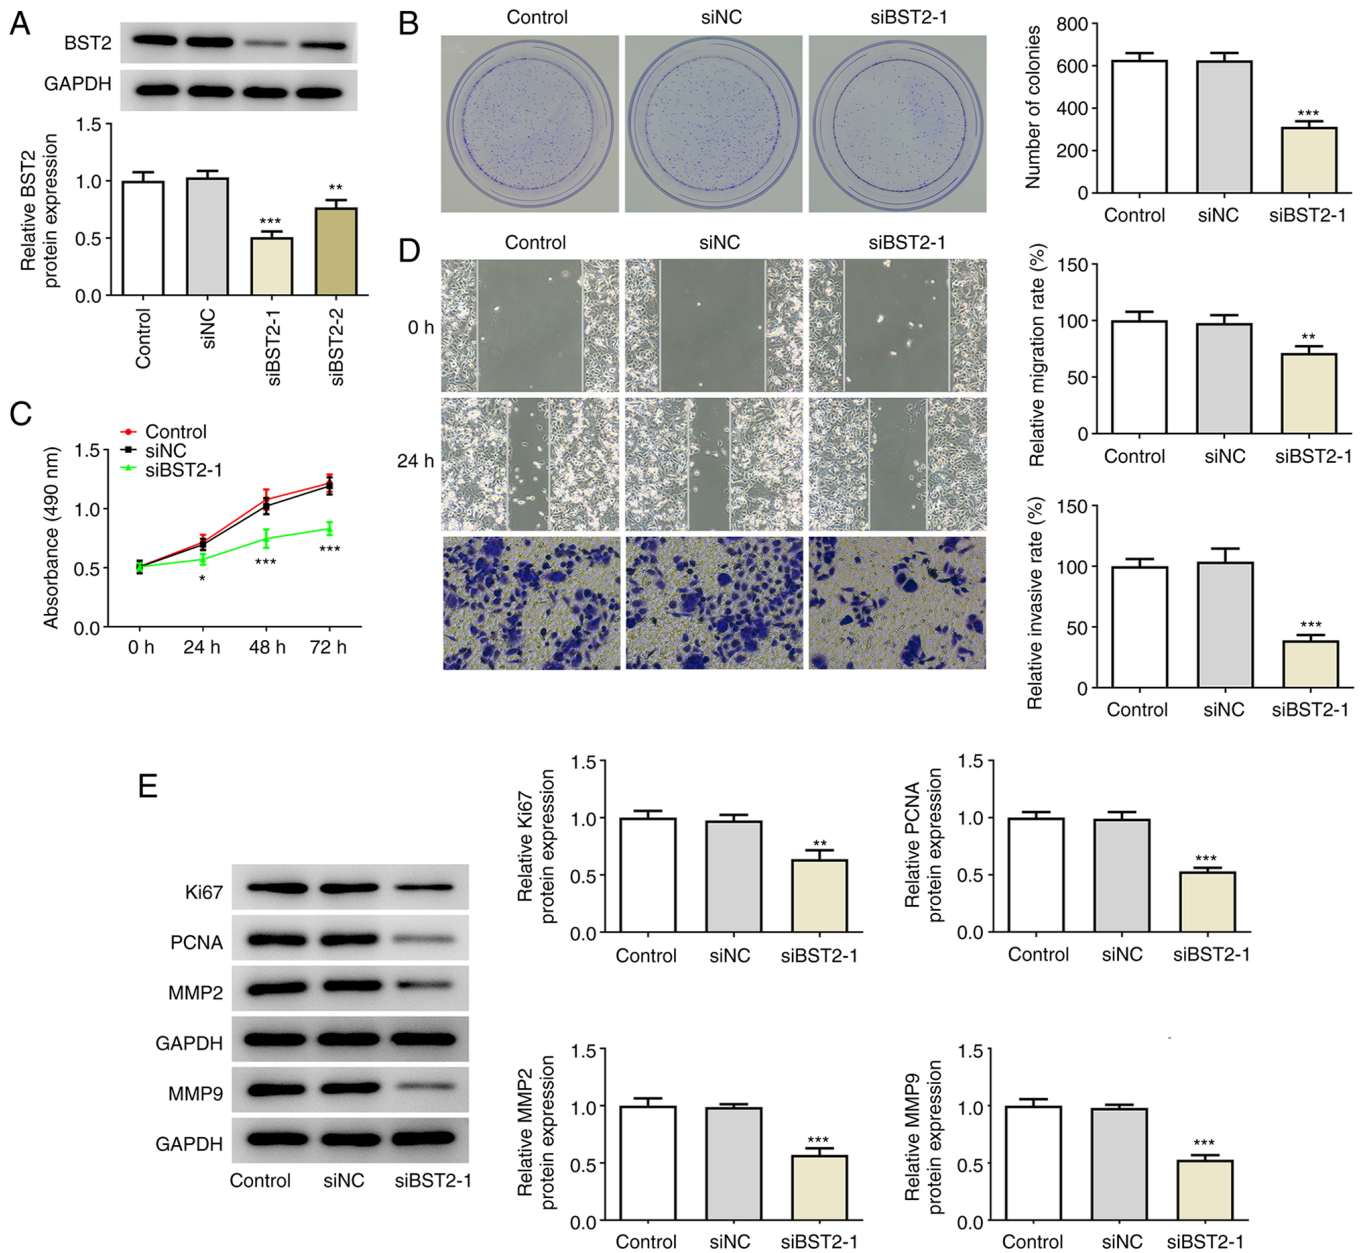 A
BST2
GAPDH
Relative BST2
protein expression
1.5
1.0
0.5
0.0
***
**
Control
siNC
siBST2-1
siBST2-2
B
Control
siNC
siBST2-1
Number of colonies
800
600
400
200
0
***
Control
siNC
siBST2-1
C
Control
siNC
siBST2-1
Absorbance (490 nm)
1.5
1.0
0.5
0.0
*
***
***
0 h
24 h
48 h
72 h
D
Control
siNC
siBST2-1
0 h
24 h
Relative migration rate (%)
150
100
50
0
**
Control
siNC
siBST2-1
Relative invasive rate (%)
150
100
50
0
***
Control
siNC
siBST2-1
E
Ki67
PCNA
MMP2
GAPDH
MMP9
GAPDH
Control
siNC
siBST2-1
Relative Ki67
protein expression
1.5
1.0
0.5
0.0
**
Control
siNC
siBST2-1
Relative PCNA
protein expression
1.5
1.0
0.5
0.0
***
Control
siNC
siBST2-1
Relative MMP2
protein expression
1.5
1.0
0.5
0.0
***
Control
siNC
siBST2-1
Relative MMP9
protein expression
1.5
1.0
0.5
0.0
***
Control
siNC
siBST2-1